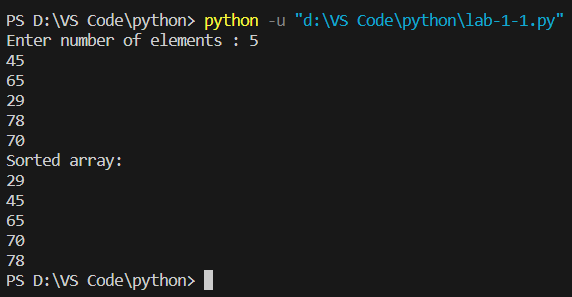 PS D:\VS Code\python> python -u "d:\VS Code\python\lab-1-1.py"
Enter number of elements : 5
45
65
29
78
70
Sorted array:
29
45
65
70
78
PS D:\VS Code\python>